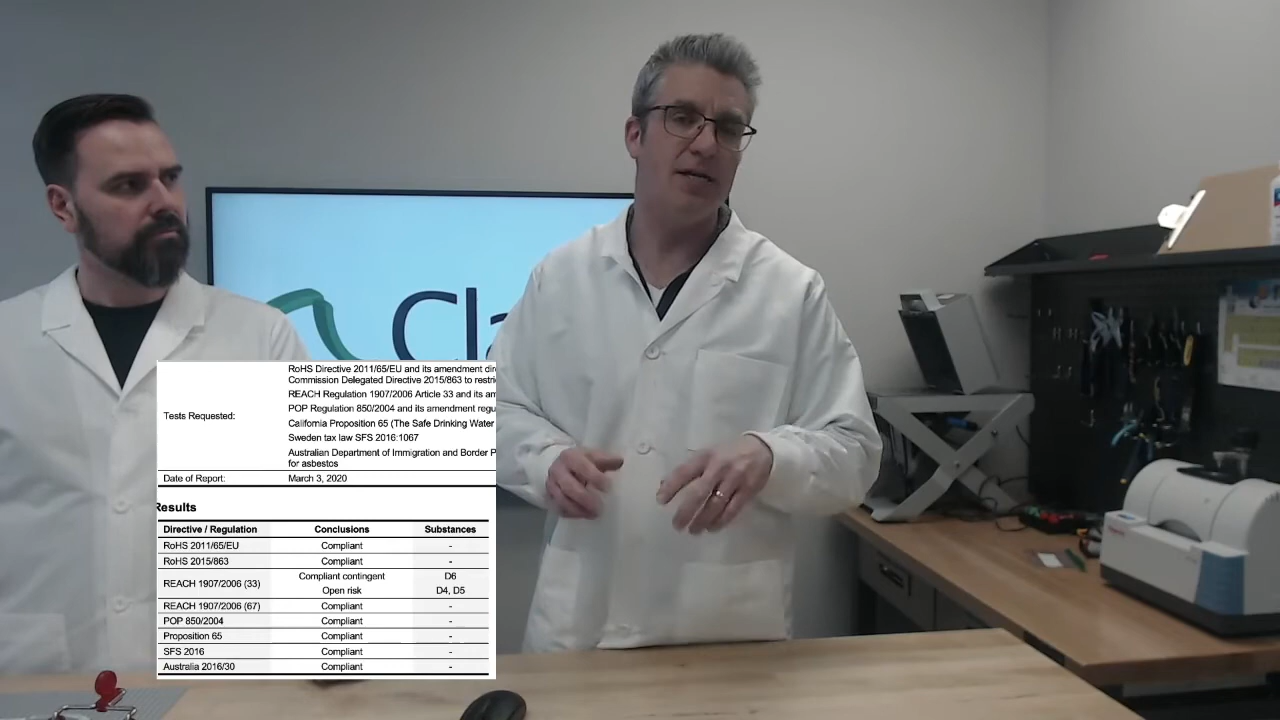 Cla
RoHS Directive 2011/65/EU and its amendment dir
Commission Delegated Directive 2015/863 to restri
REACH Regulation 1907/2006 Article 33 and its am
Tests Requested:
POP Regulation 850/2004 and its amendment regu
California Proposition 65 (The Safe Drinking Water
Sweden tax law SFS 2016:1067
Australian Department of Immigration and Border P
for asbestos
Date of Report: March 3, 2020
Results
Directive / Regulation Conclusions Substances
RoHS 2011/65/EU Compliant -
RoHS 2015/863 Compliant -
REACH 1907/2006 (33) Compliant contingent D6
Open risk D4, D5
REACH 1907/2006 (67) Compliant -
POP 850/2004 Compliant -
Proposition 65 Compliant -
SFS 2016 Compliant -
Australia 2016/30 Compliant -